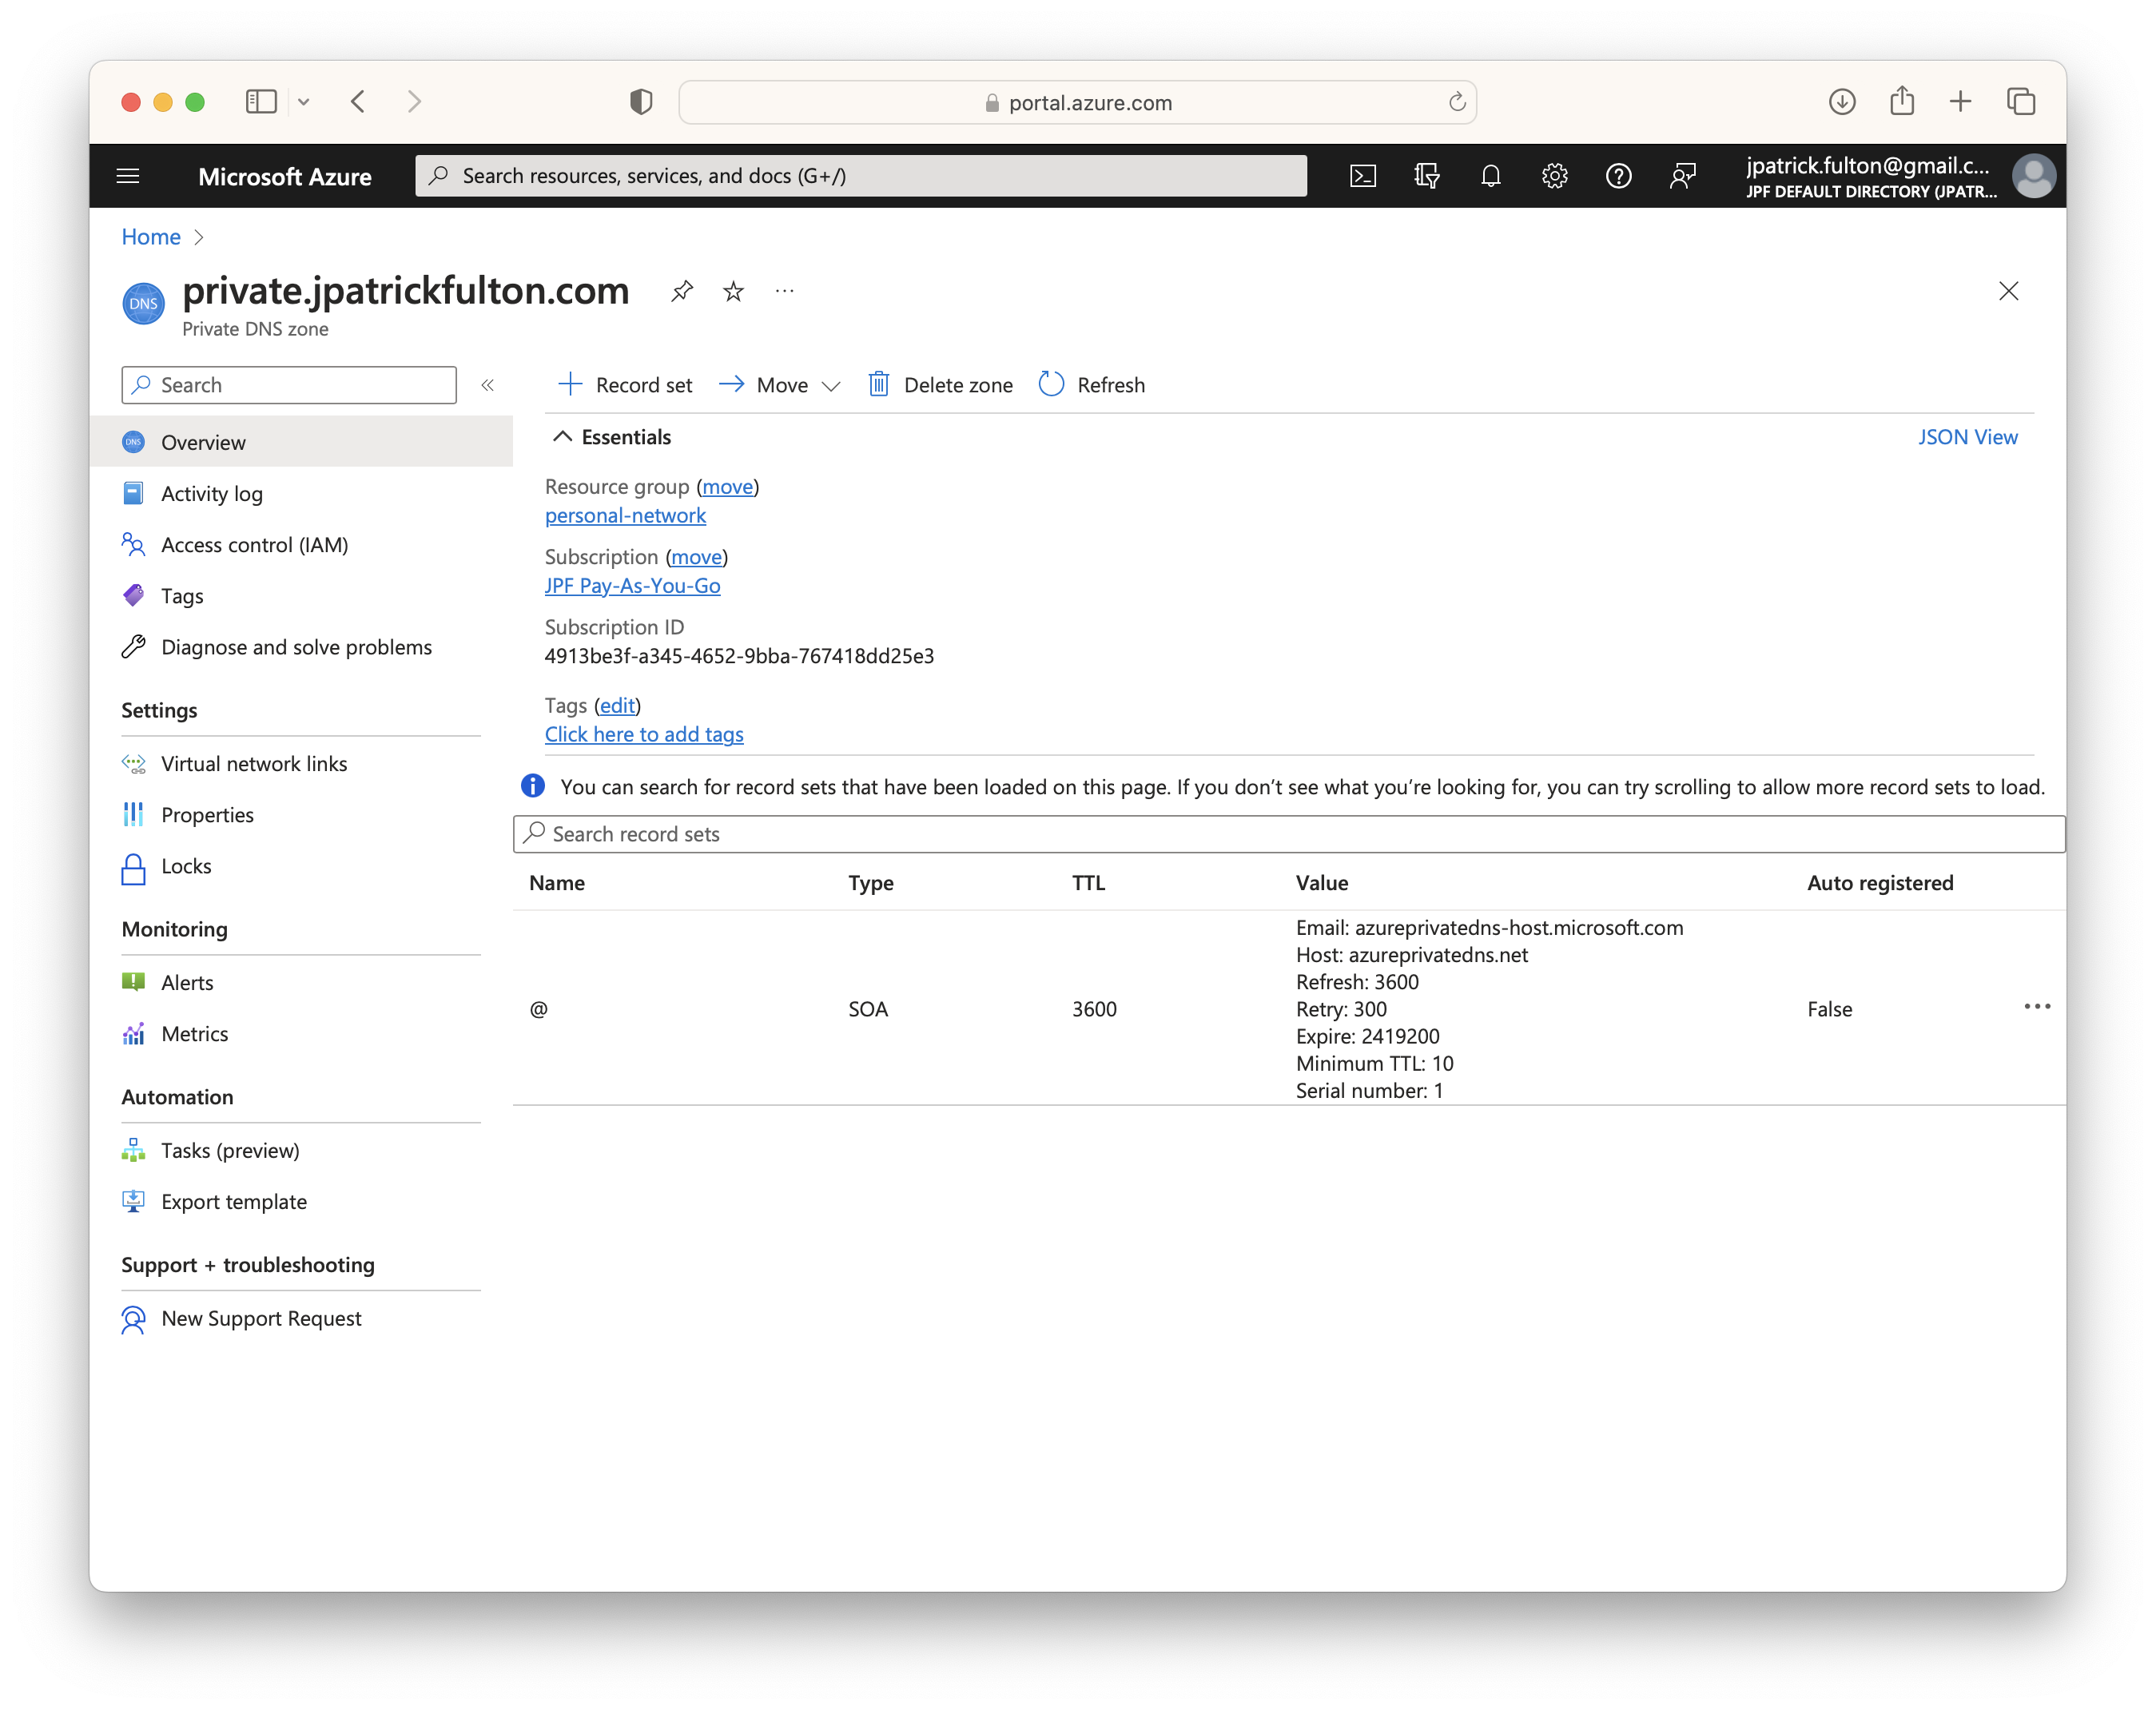 portal.azure.com
Microsoft Azure
Search resources, services, and docs (G+/)
jpatrick.fulton@gmail.c...
JPF DEFAULT DIRECTORY (JPATR...
Home
DNS
private.jpatrickfulton.com
Private DNS zone
Search
Record set
Move
Delete zone
Refresh
DNS
Overview
Activity log
Access control (IAM)
Tags
Diagnose and solve problems
Settings
Virtual network links
Properties
Locks
Monitoring
Alerts
Metrics
Automation
Tasks (preview)
Export template
Support + troubleshooting
New Support Request
Essentials
JSON View
Resource group (move)
personal-network
Subscription (move)
JPF Pay-As-You-Go
Subscription ID
4913be3f-a345-4652-9bba-767418dd25e3
Tags (edit)
Click here to add tags
You can search for record sets that have been loaded on this page. If you don’t see what you’re looking for, you can try scrolling to allow more record sets to load.
Search record sets
Name Type TTL Value Auto registered
@ SOA 3600
Email: azureprivatedns-host.microsoft.com
Host: azureprivatedns.net
Refresh: 3600
Retry: 300
Expire: 2419200
Minimum TTL: 10
Serial number: 1
False